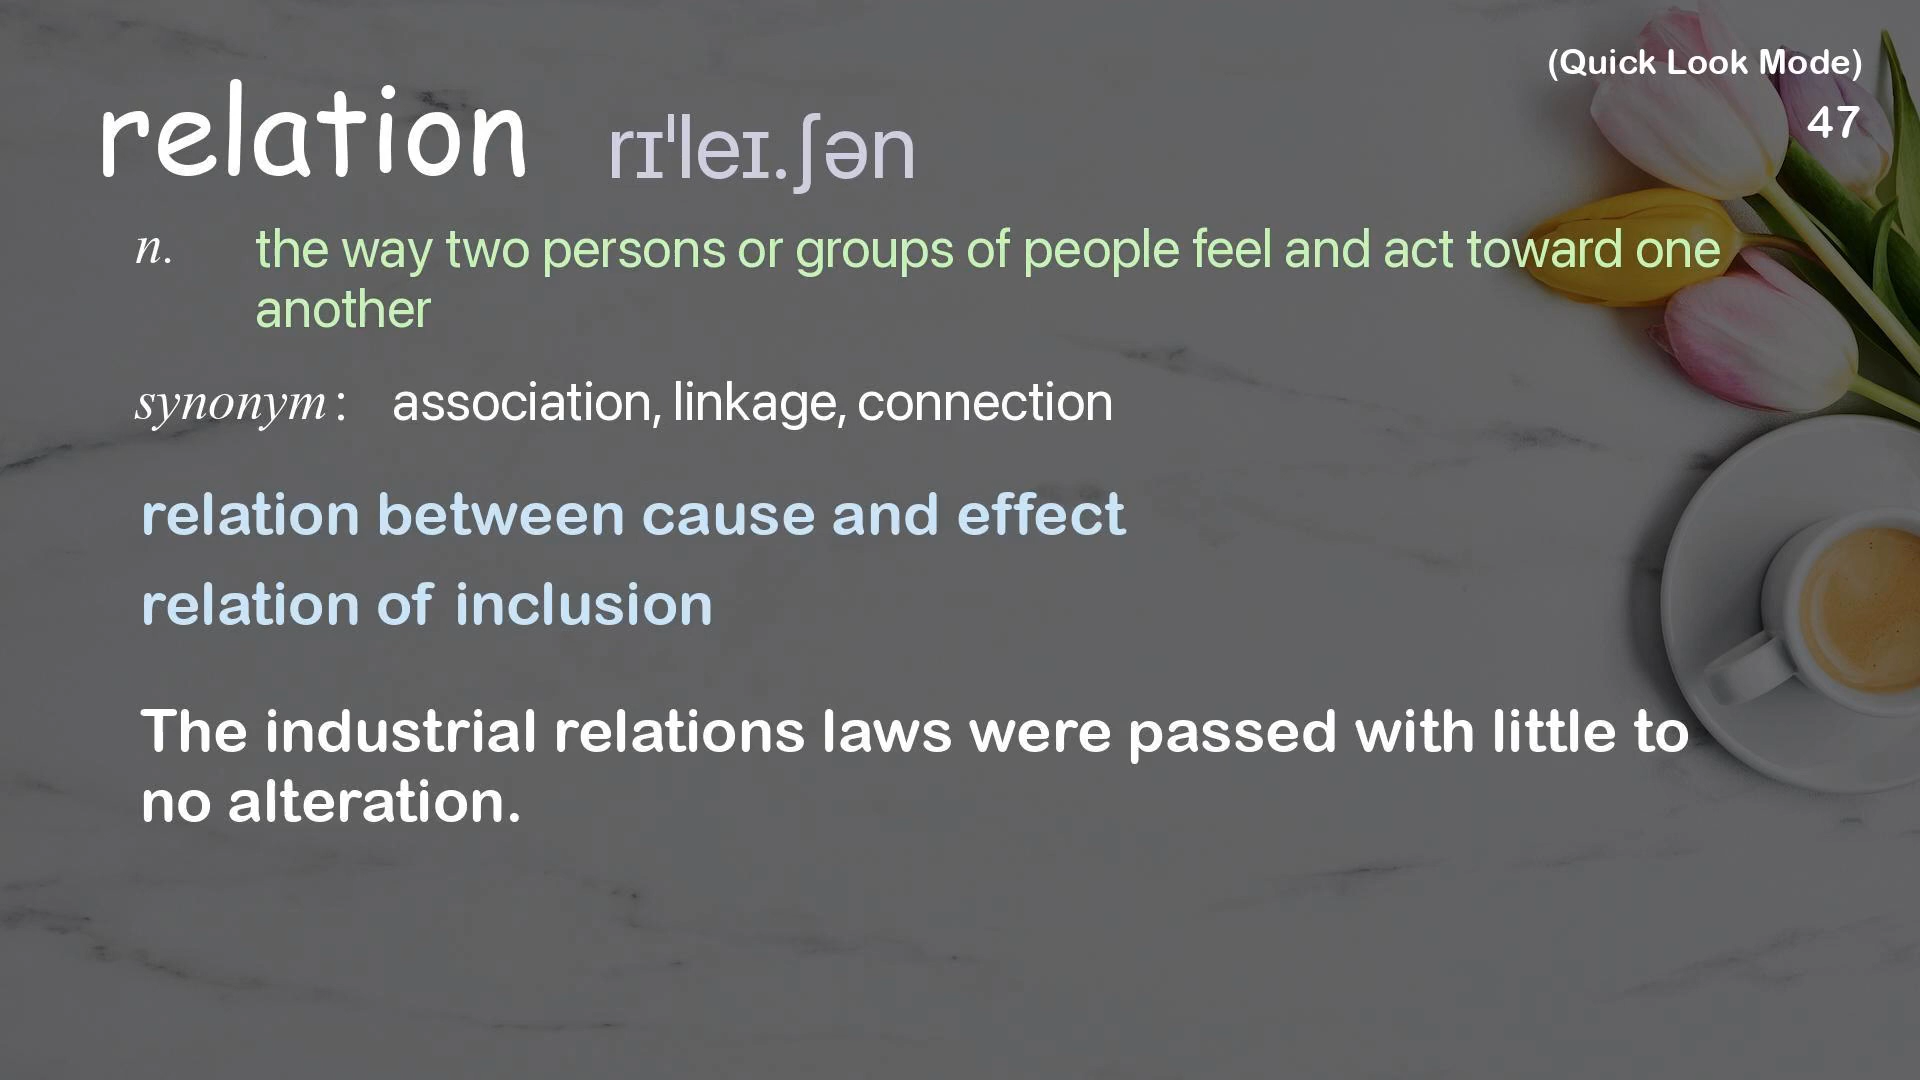 (Quick Look Mode)
47
relation rɪˈleɪ.ʃən
n. the way two persons or groups of people feel and act toward one
another
synonym: association, linkage, connection
relation between cause and effect
relation of inclusion
The industrial relations laws were passed with little to
no alteration.